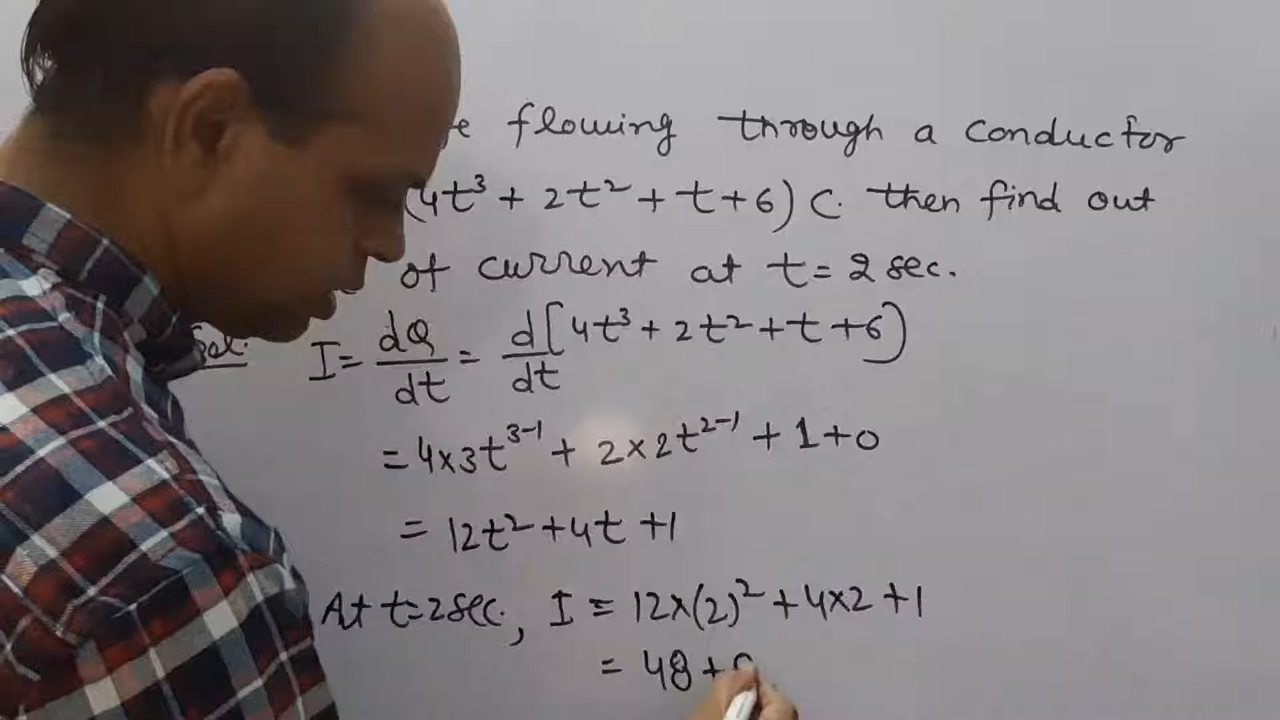 flowing through a conductor
(4t³ + 2t² + t + 6) C. then find out
of current at t = 2 sec.
Sol. I = dQ/dt = d/dt [4t³ + 2t² + t + 6)
= 4×3t³⁻¹ + 2×2t²⁻¹ + 1 + 0
= 12t² + 4t + 1
At t=2sec, I = 12×(2)² + 4×2 + 1
= 48 +